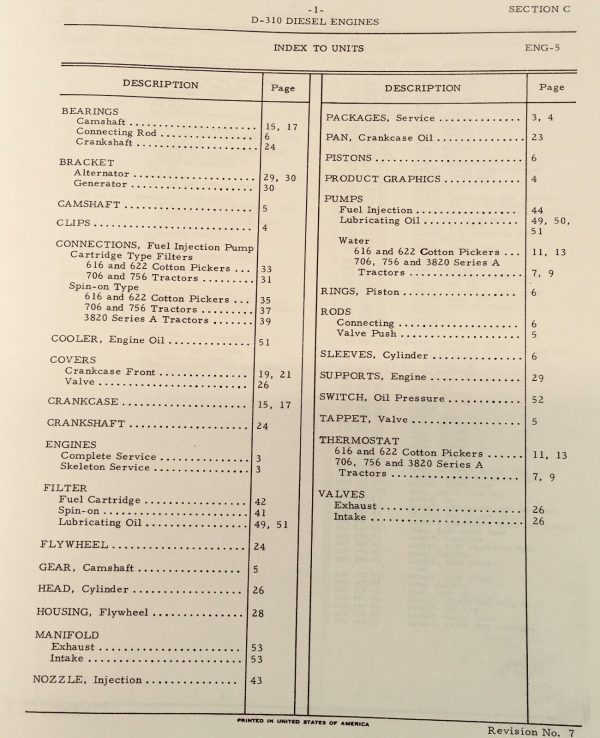 -1-
SECTION C
D-310 DIESEL ENGINES
INDEX TO UNITS
ENG-5
DESCRIPTION Page
BEARINGS
Camshaft ..................... 15, 17
Connecting Rod ................ 6
Crankshaft .................... 24
BRACKET
Alternator .................... 29, 30
Generator ..................... 30
CAMSHAFT ...................... 5
CLIPS ......................... 4
CONNECTIONS, Fuel Injection Pump
Cartridge Type Filters
616 and 622 Cotton Pickers ... 33
706 and 756 Tractors ......... 31
Spin-on Type
616 and 622 Cotton Pickers ... 35
706 and 756 Tractors ......... 37
3820 Series A Tractors ....... 39
COOLER, Engine Oil ............ 51
COVERS
Crankcase Front ............... 19, 21
Valve ......................... 26
CRANKCASE ..................... 15, 17
CRANKSHAFT .................... 24
ENGINES
Complete Service .............. 3
Skeleton Service .............. 3
FILTER
Fuel Cartridge ................ 42
Spin-on ....................... 41
Lubricating Oil ............... 49, 51
FLYWHEEL ...................... 24
GEAR, Camshaft ................ 5
HEAD, Cylinder ................ 26
HOUSING, Flywheel ............. 28
MANIFOLD
Exhaust ....................... 53
Intake ........................ 53
NOZZLE, Injection ............. 43
DESCRIPTION Page
PACKAGES, Service ............. 3, 4
PAN, Crankcase Oil ............ 23
PISTONS ....................... 6
PRODUCT GRAPHICS .............. 4
PUMPS
Fuel Injection ................ 44
Lubricating Oil ............... 49, 50,
51
Water
616 and 622 Cotton Pickers ... 11, 13
706, 756 and 3820 Series A
Tractors ..................... 7, 9
RINGS, Piston ................. 6
RODS
Connecting .................... 6
Valve Push .................... 5
SLEEVES, Cylinder ............. 6
SUPPORTS, Engine .............. 29
SWITCH, Oil Pressure .......... 52
TAPPET, Valve ................. 5
THERMOSTAT
616 and 622 Cotton Pickers ...... 11, 13
706, 756 and 3820 Series A
Tractors ..................... 7, 9
VALVES
Exhaust ....................... 26
Intake ........................ 26
PRINTED IN UNITED STATES OF AMERICA
Revision No. 7